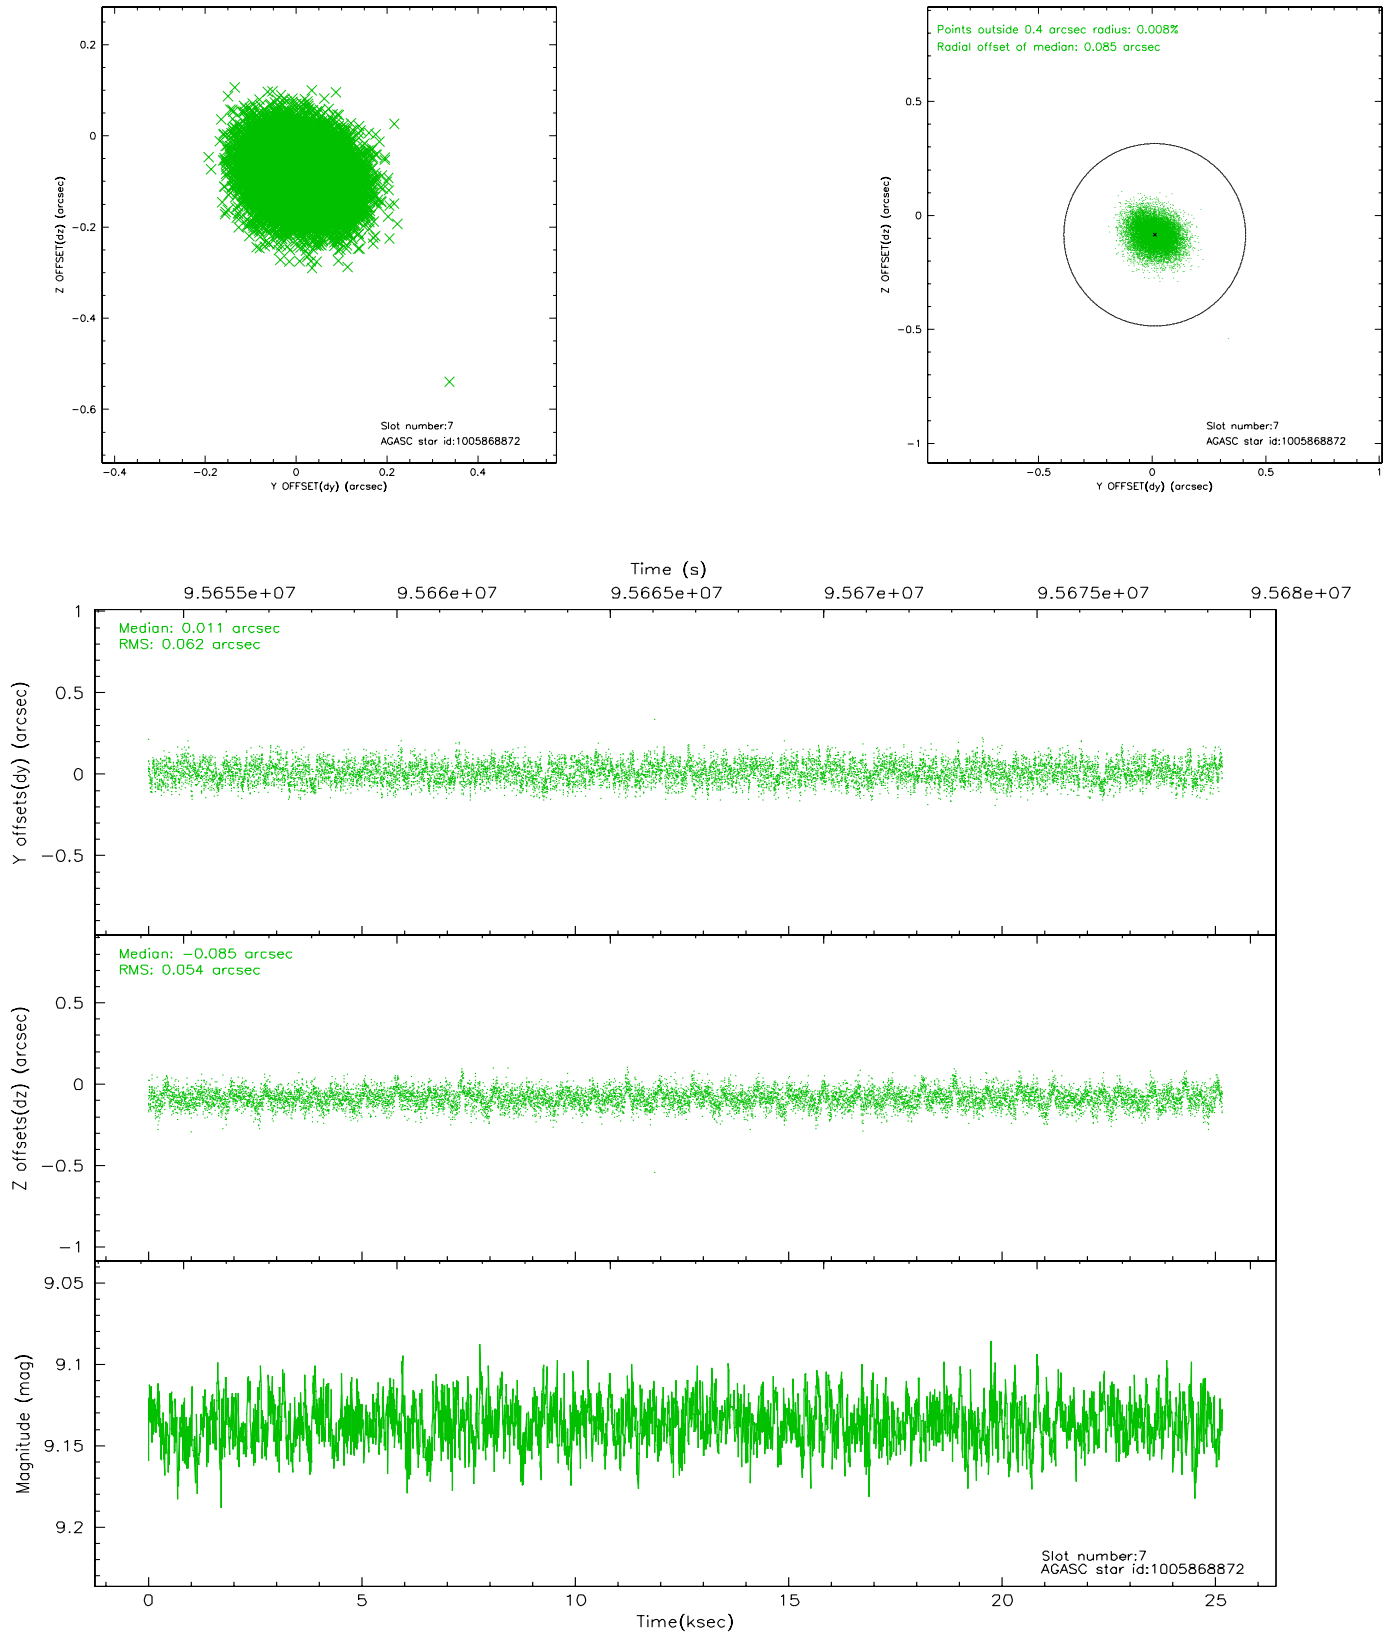 0.2
0
−0.2
−0.4
−0.6
Z OFFSET(dz) (arcsec)
Slot number:7
AGASC star id:1005868872
−0.4 −0.2 0 0.2 0.4
Y OFFSET(dy) (arcsec)
Points outside 0.4 arcsec radius: 0.008%
Radial offset of median: 0.085 arcsec
0.5
0
−0.5
−1
Z OFFSET(dz) (arcsec)
Slot number:7
AGASC star id:1005868872
−0.5 0 0.5 1
Y OFFSET(dy) (arcsec)
Time (s)
9.5655e+07 9.566e+07 9.5665e+07 9.567e+07 9.5675e+07 9.568e+07
Median: 0.011 arcsec
RMS: 0.062 arcsec
1
0.5
0
−0.5
Y offsets(dy) (arcsec)
Median: −0.085 arcsec
RMS: 0.054 arcsec
0.5
0
−0.5
−1
Z offsets(dz) (arcsec)
9.05
9.1
9.15
9.2
Magnitude (mag)
Slot number:7
AGASC star id:1005868872
0 5 10 15 20 25
Time(ksec)